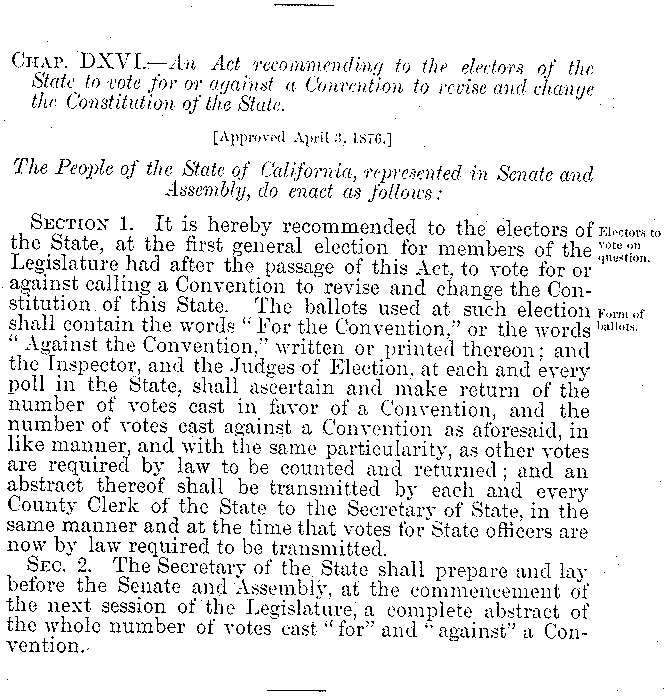 CHAP. DXVI.—An Act recommending to the electors of the
State to vote for or against a Convention to revise and change
the Constitution of the State.
[Approved April 3, 1876.]
The People of the State of California, represented in Senate and
Assembly, do enact as follows:
SECTION 1. It is hereby recommended to the electors of
the State, at the first general election for members of the
Legislature had after the passage of this Act, to vote for or
against calling a Convention to revise and change the Con-
stitution of this State. The ballots used at such election
shall contain the words "For the Convention," or the words
"Against the Convention," written or printed thereon; and
the Inspector, and the Judges of Election, at each and every
poll in the State, shall ascertain and make return of the
number of votes cast in favor of a Convention, and the
number of votes cast against a Convention as aforesaid, in
like manner, and with the same particularity, as other votes
are required by law to be counted and returned; and an
abstract thereof shall be transmitted by each and every
County Clerk of the State to the Secretary of State, in the
same manner and at the time that votes for State officers are
now by law required to be transmitted.
SEC. 2. The Secretary of the State shall prepare and lay
before the Senate and Assembly, at the commencement of
the next session of the Legislature, a complete abstract of
the whole number of votes cast "for" and "against" a Con-
vention.
Electors to
vote on
question.
Form of
ballots.